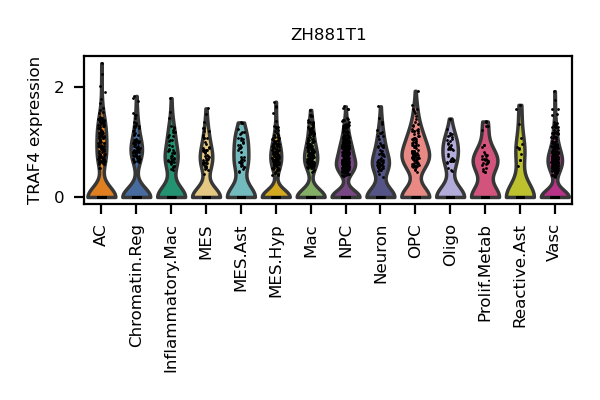 ZH881T1
TRAF4 expression
2
0
AC
Chromatin.Reg
Inflammatory.Mac
MES
MES.Ast
MES.Hyp
Mac
NPC
Neuron
OPC
Oligo
Prolif.Metab
Reactive.Ast
Vasc